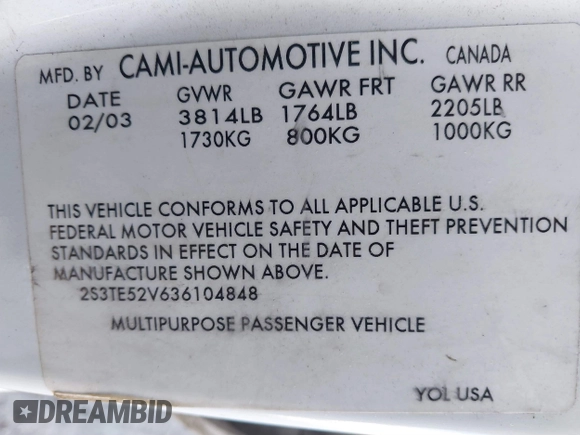 MFD. BY CAMI-AUTOMOTIVE INC. CANADA
DATE GVWR GAWR FRT GAWR RR
02/03 3814LB 1764LB 2205LB
1730KG 800KG 1000KG
THIS VEHICLE CONFORMS TO ALL APPLICABLE U.S.
FEDERAL MOTOR VEHICLE SAFETY AND THEFT PREVENTION
STANDARDS IN EFFECT ON THE DATE OF
MANUFACTURE SHOWN ABOVE.
2S3TE52V636104848
MULTIPURPOSE PASSENGER VEHICLE
YOL USA
DREAMBID